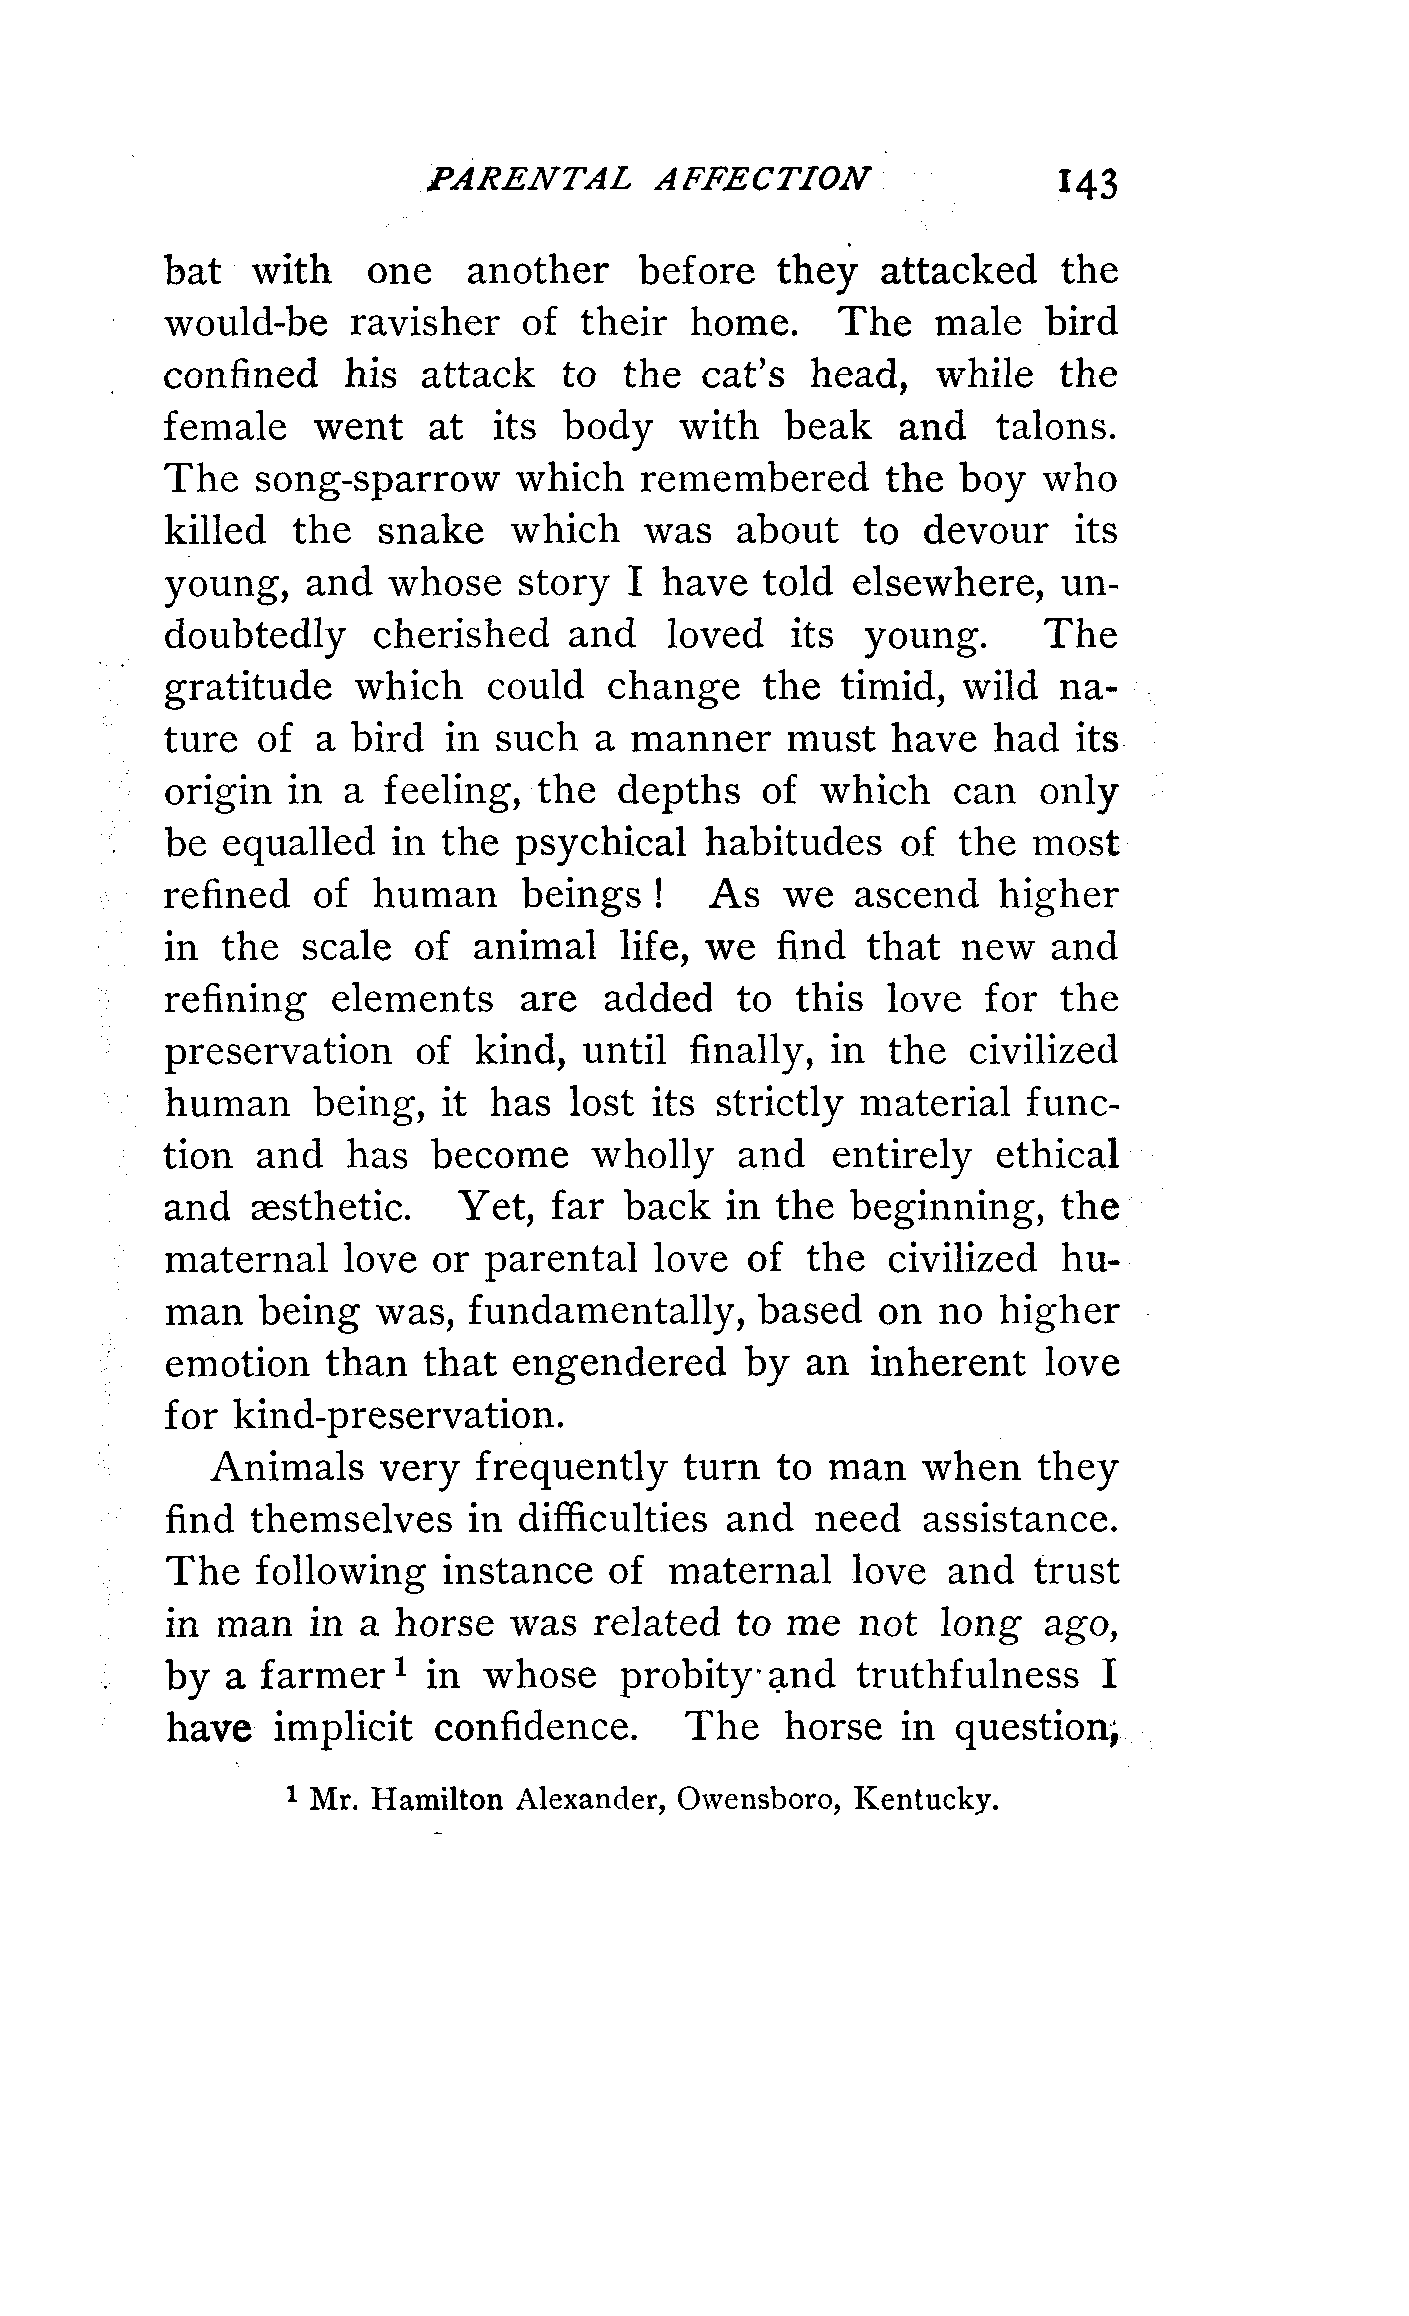 PARENTAL AFFECTION 143
bat with one another before they attacked the
would-be ravisher of their home. The male bird
confined his attack to the cat's head, while the
female went at its body with beak and talons.
The song-sparrow which remembered the boy who
killed the snake which was about to devour its
young, and whose story I have told elsewhere, un-
doubtedly cherished and loved its young. The
gratitude which could change the timid, wild na-
ture of a bird in such a manner must have had its
origin in a feeling, the depths of which can only
be equalled in the psychical habitudes of the most
refined of human beings! As we ascend higher
in the scale of animal life, we find that new and
refining elements are added to this love for the
preservation of kind, until finally, in the civilized
human being, it has lost its strictly material func-
tion and has become wholly and entirely ethical
and æsthetic. Yet, far back in the beginning, the
maternal love or parental love of the civilized hu-
man being was, fundamentally, based on no higher
emotion than that engendered by an inherent love
for kind-preservation.
Animals very frequently turn to man when they
find themselves in difficulties and need assistance.
The following instance of maternal love and trust
in man in a horse was related to me not long ago,
by a farmer¹ in whose probity and truthfulness I
have implicit confidence. The horse in question,
¹ Mr. Hamilton Alexander, Owensboro, Kentucky.